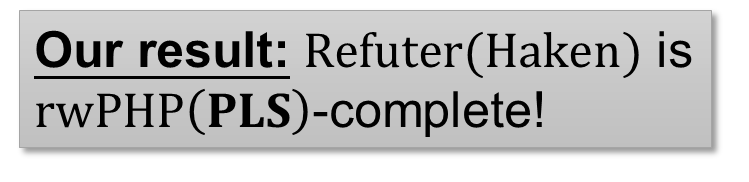 Our result: Refuter(Haken) is
rwPHP(PLS)-complete!